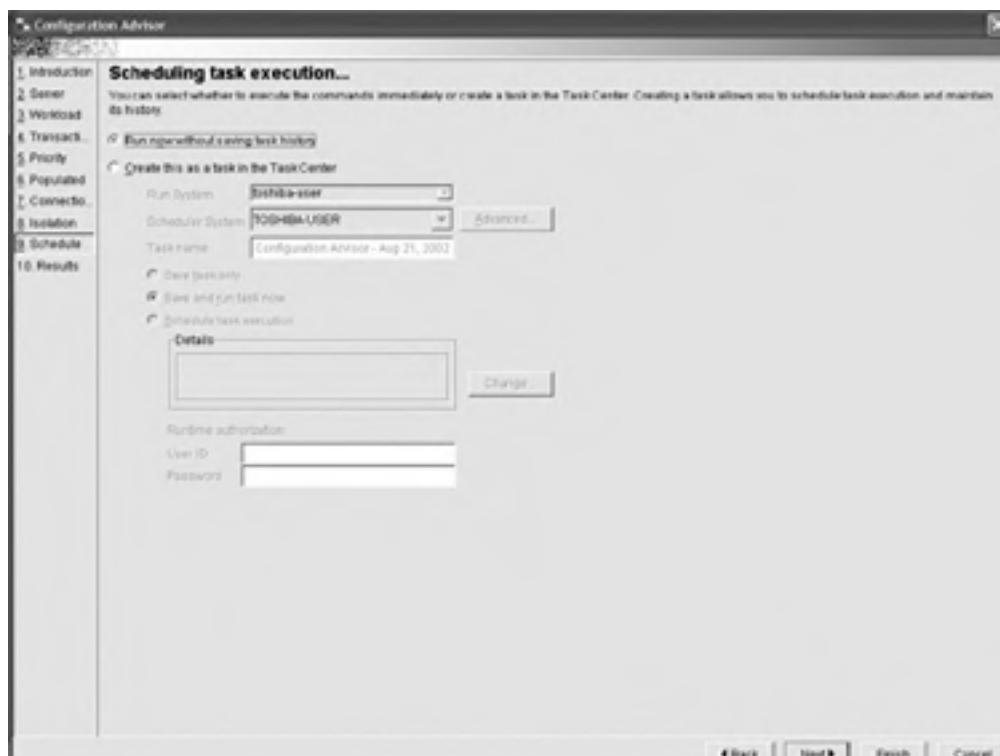 Configuration Advisor
1. Introduction
2. Server
3. Workload
4. Transacti...
5. Priority
6. Populated
7. Connectio...
8. Isolation
9. Schedule
10. Results
Scheduling task execution...
You can select whether to execute the commands immediately or create a task in the Task Center. Creating a task allows you to schedule task execution and maintain
its history.
Run now without saving task history
Create this as a task in the Task Center
Run System toshiba-user
Scheduler System TOSHIBA-USER Advanced...
Task name Configuration Advisor - Aug 21, 2002
Save task only
Save and run task now
Schedule task execution
Details
Change...
Runtime authorization
User ID
Password
Back Next Finish Cancel